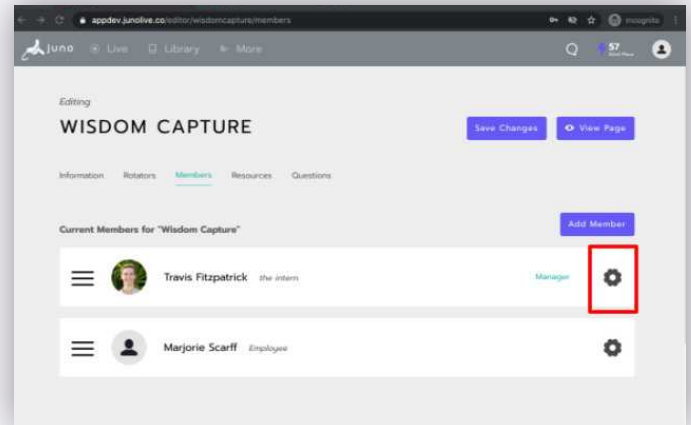 appdev.junolive.co/editor/wisdomcapture/members
Incognito
juno Live Library More
57
Editing
WISDOM CAPTURE
Save Changes View Page
Information Rotators Members Resources Questions
Current Members for "Wisdom Capture"
Add Member
Travis Fitzpatrick the intern Manager
Marjorie Scarff Employee